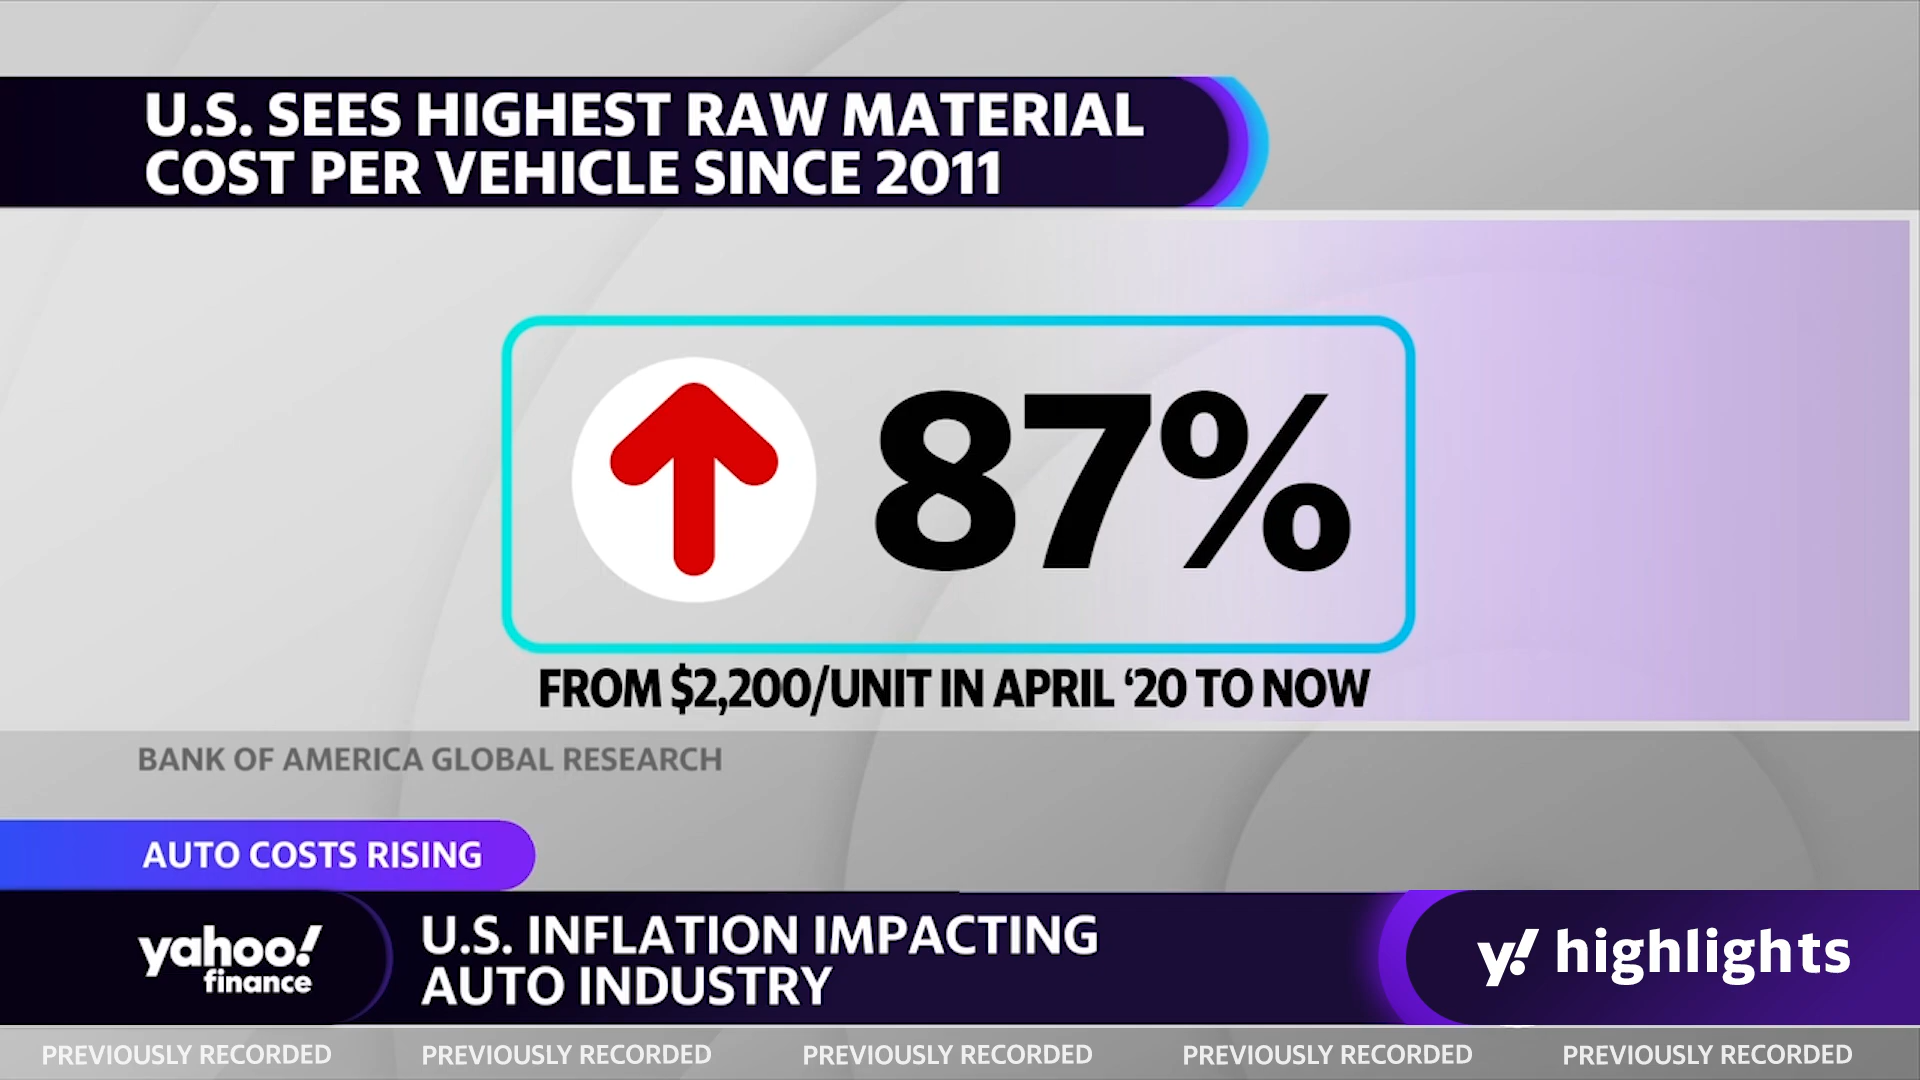 U.S. SEES HIGHEST RAW MATERIAL
COST PER VEHICLE SINCE 2011
87%
FROM $2,200/UNIT IN APRIL ‘20 TO NOW
BANK OF AMERICA GLOBAL RESEARCH
AUTO COSTS RISING
yahoo!
finance
U.S. INFLATION IMPACTING
AUTO INDUSTRY
y! highlights
PREVIOUSLY RECORDED PREVIOUSLY RECORDED PREVIOUSLY RECORDED PREVIOUSLY RECORDED PREVIOUSLY RECORDED